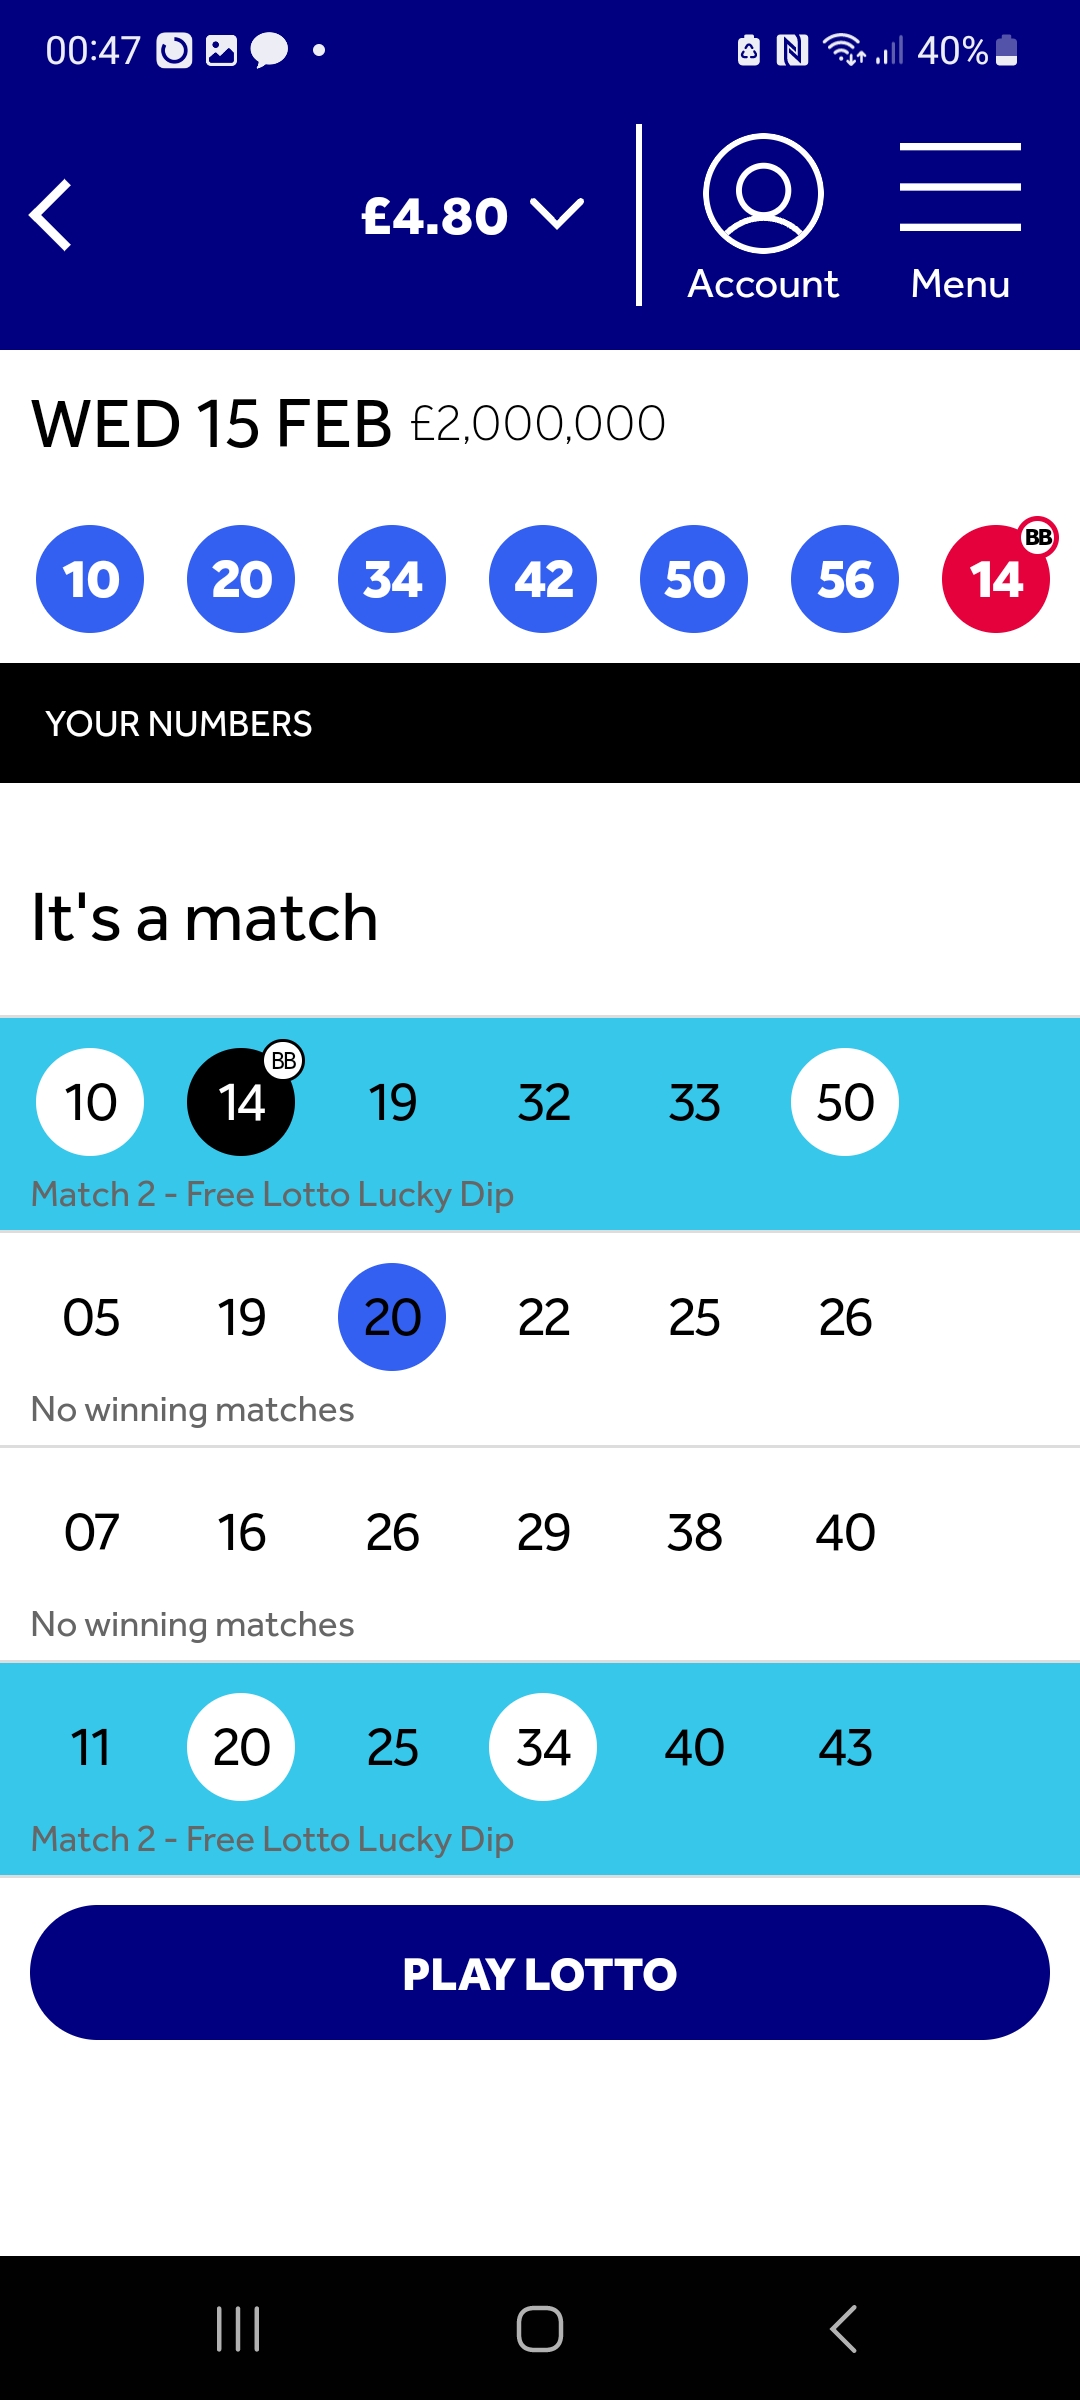 00:47 40%
£4.80
Account Menu
WED 15 FEB £2,000,000
10 20 34 42 50 56 14 BB
YOUR NUMBERS
It's a match
10 14 BB 19 32 33 50
Match 2 - Free Lotto Lucky Dip
05 19 20 22 25 26
No winning matches
07 16 26 29 38 40
No winning matches
11 20 25 34 40 43
Match 2 - Free Lotto Lucky Dip
PLAY LOTTO